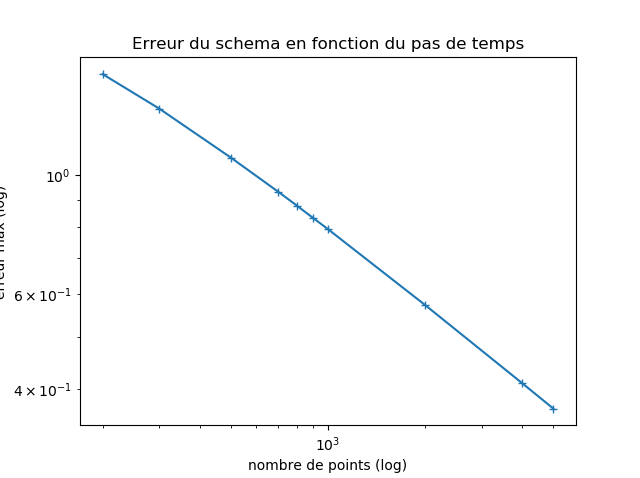 Erreur du schema en fonction du pas de temps
10⁰
6 × 10⁻¹
4 × 10⁻¹
erreur max (log)
10³
nombre de points (log)